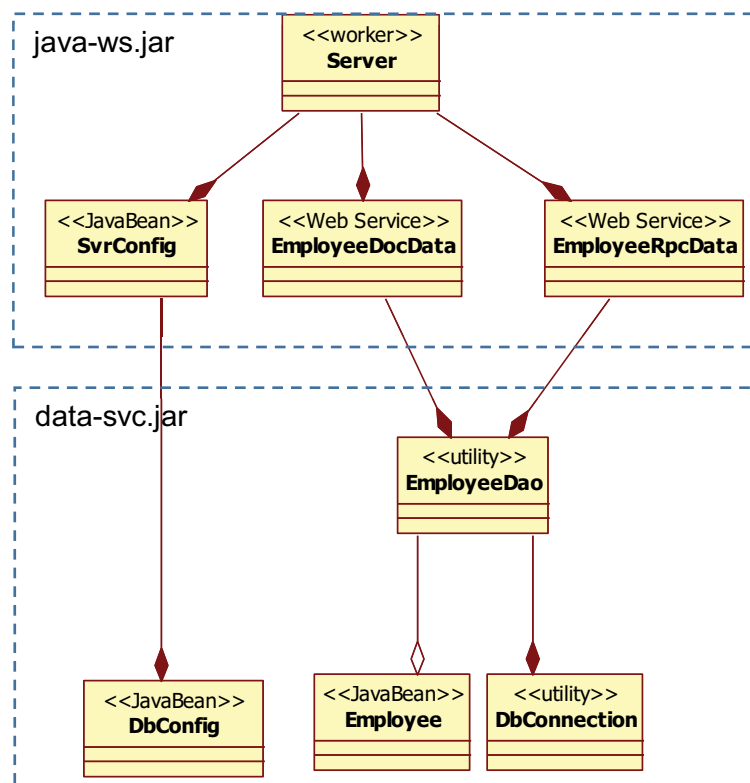 java-ws.jar
<<worker>>
Server
<<JavaBean>>
SvrConfig
<<Web Service>>
EmployeeDocData
<<Web Service>>
EmployeeRpcData
data-svc.jar
<<utility>>
EmployeeDao
<<JavaBean>>
DbConfig
<<JavaBean>>
Employee
<<utility>>
DbConnection